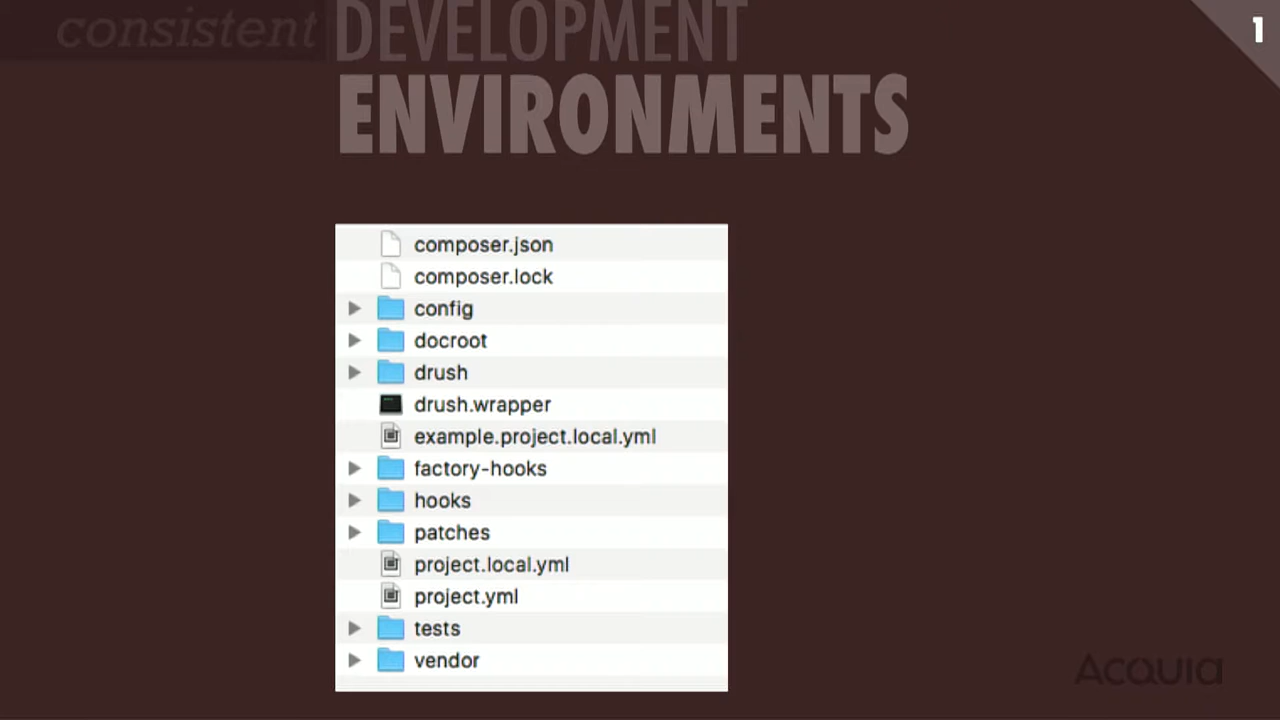 consistent DEVELOPMENT
1
ENVIRONMENTS
composer.json
composer.lock
config
docroot
drush
drush.wrapper
example.project.local.yml
factory-hooks
hooks
patches
project.local.yml
project.yml
tests
vendor
Acquia